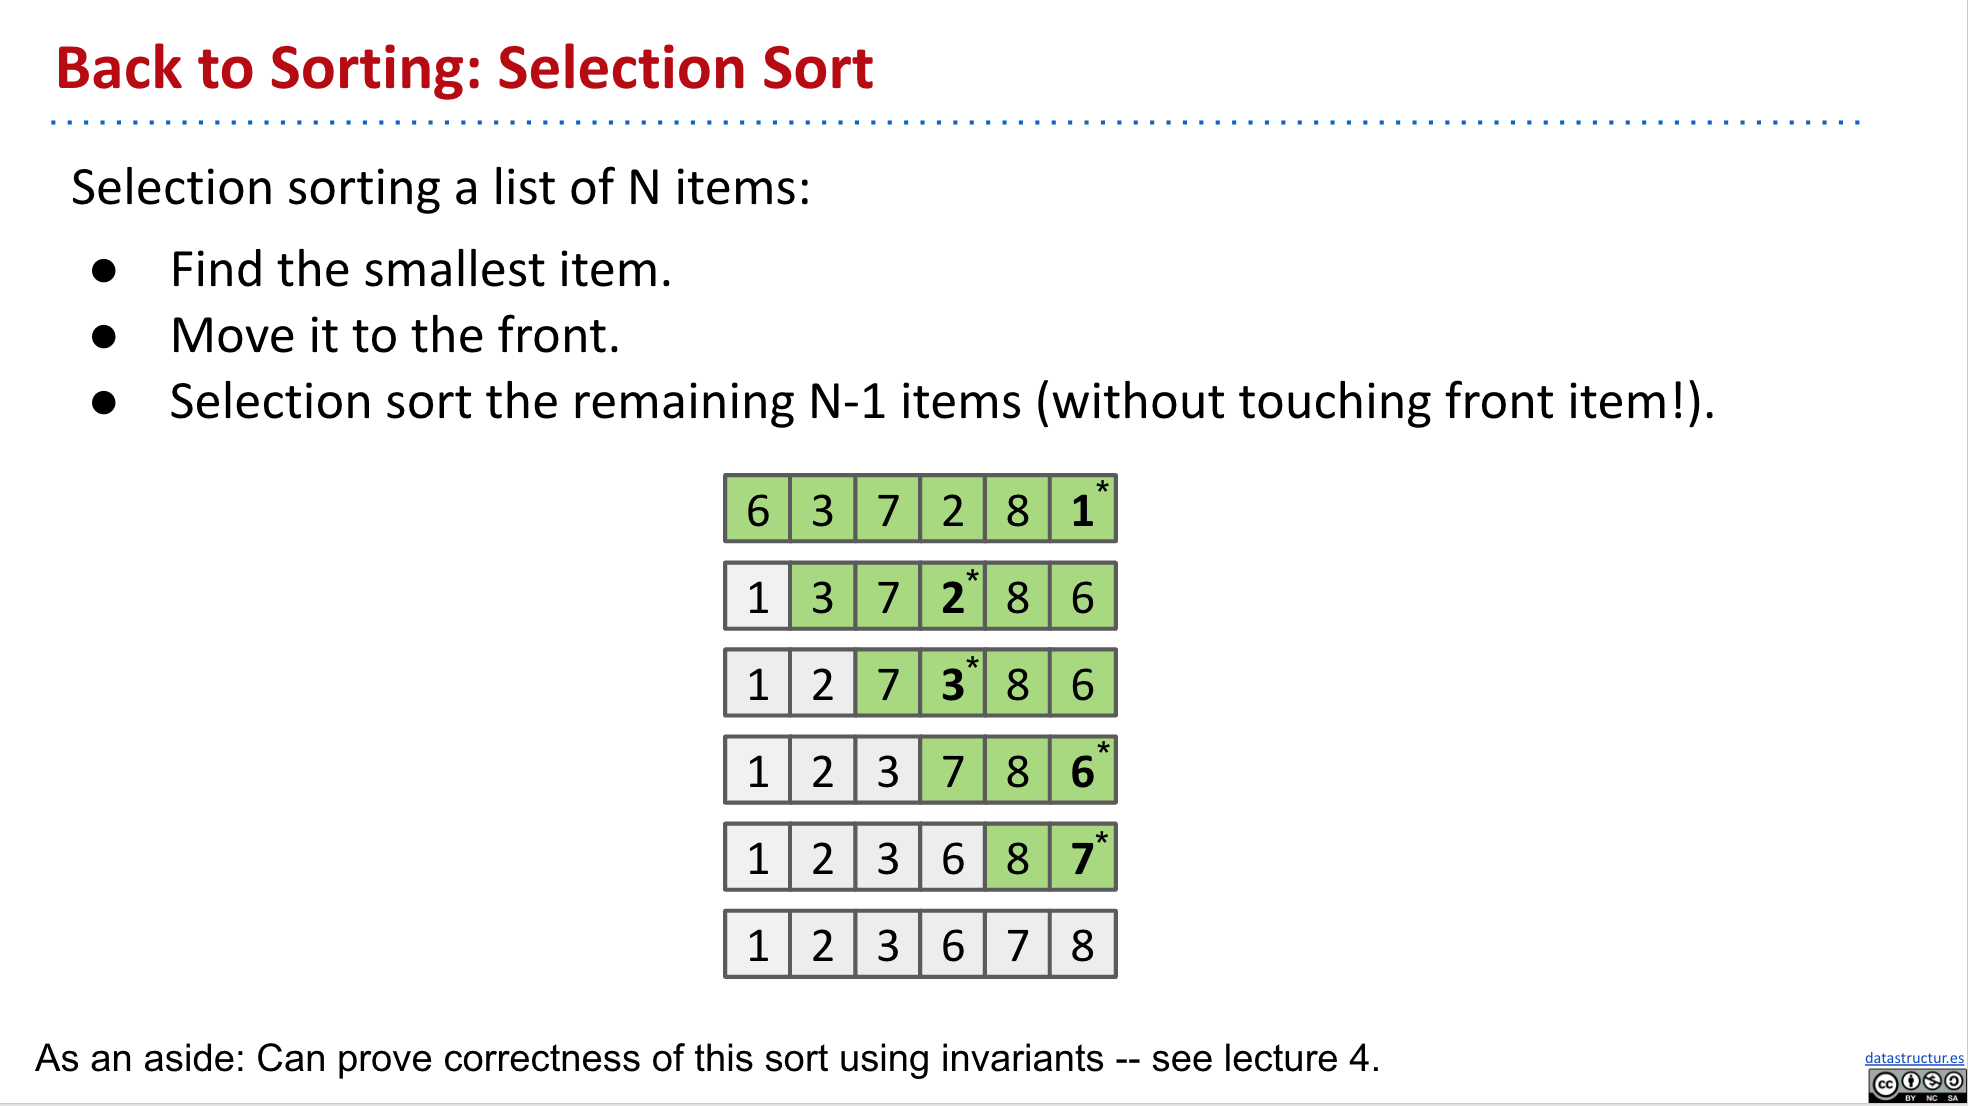 Back to Sorting: Selection Sort
Selection sorting a list of N items:
● Find the smallest item.
● Move it to the front.
● Selection sort the remaining N-1 items (without touching front item!).
6 3 7 2 8 1*
1 3 7 2* 8 6
1 2 7 3* 8 6
1 2 3 7 8 6*
1 2 3 6 8 7*
1 2 3 6 7 8
As an aside: Can prove correctness of this sort using invariants -- see lecture 4.
datastructur.es
cc
BY NC SA